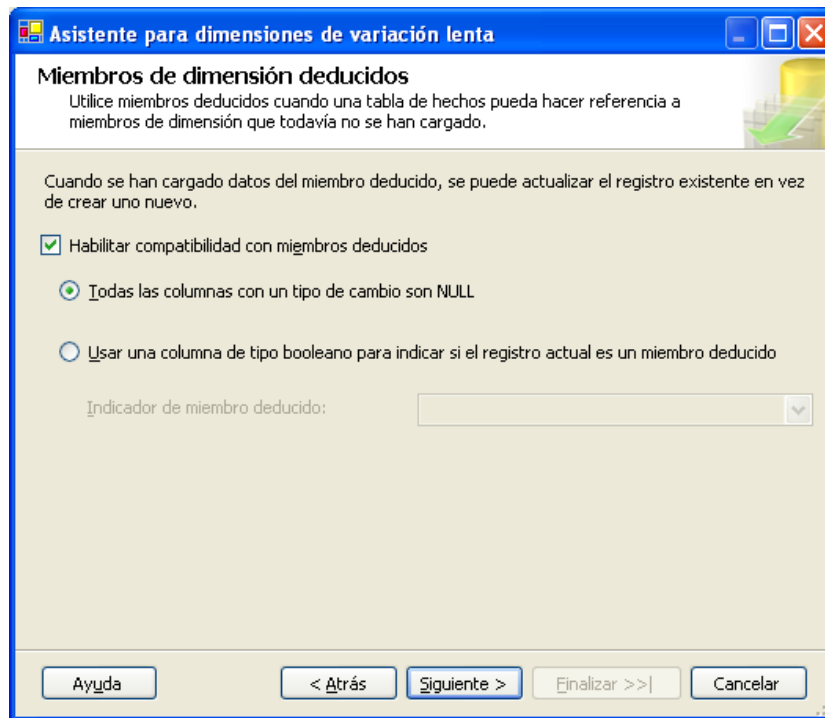 Asistente para dimensiones de variación lenta
Miembros de dimensión deducidos
Utilice miembros deducidos cuando una tabla de hechos pueda hacer referencia a
miembros de dimensión que todavía no se han cargado.
Cuando se han cargado datos del miembro deducido, se puede actualizar el registro existente en vez
de crear uno nuevo.
Habilitar compatibilidad con miembros deducidos
Todas las columnas con un tipo de cambio son NULL
Usar una columna de tipo booleano para indicar si el registro actual es un miembro deducido
Indicador de miembro deducido:
Ayuda
< Atrás
Siguiente >
Finalizar >>|
Cancelar